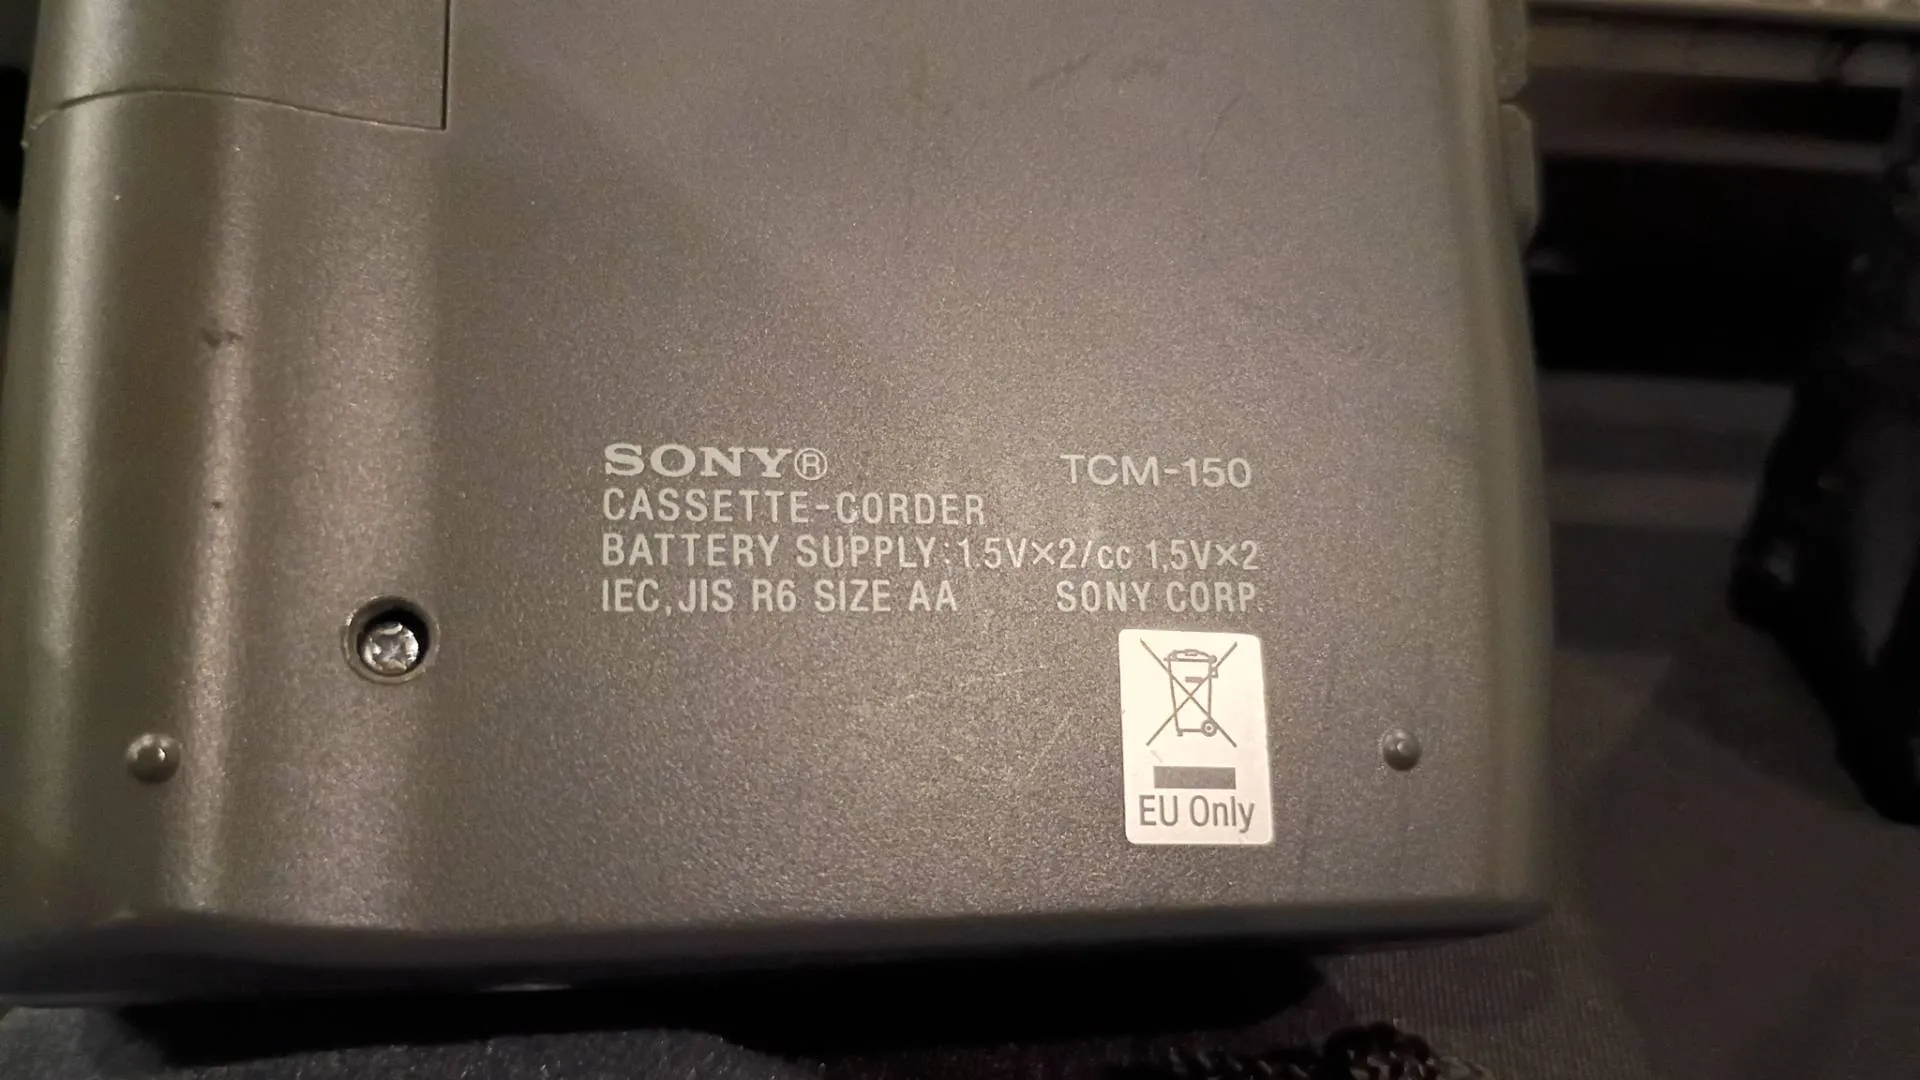 SONY® TCM-150
CASSETTE-CORDER
BATTERY SUPPLY:1.5V×2/cc 1,5V×2
IEC,JIS R6 SIZE AA SONY CORP.
EU Only